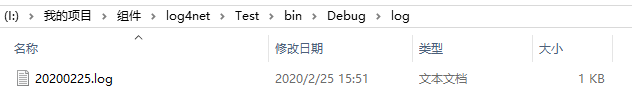 (I:) > 我的项目 > 组件 > log4net > Test > bin > Debug > log
名称 修改日期 类型 大小
20200225.log 2020/2/25 15:51 文本文档 1 KB